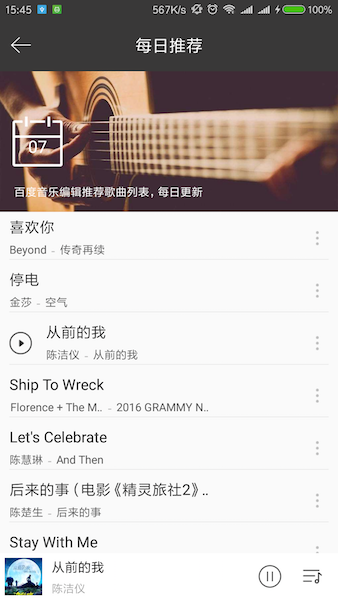 15:45
567K/s
100%
每日推荐
07
百度音乐编辑推荐歌曲列表，每日更新
喜欢你
Beyond - 传奇再续
停电
金莎 - 空气
从前的我
陈洁仪 - 从前的我
Ship To Wreck
Florence + The M.. - 2016 GRAMMY N..
Let's Celebrate
陈慧琳 - And Then
后来的事（电影《精灵旅社2》..
陈楚生 - 后来的事
Stay With Me
从前的我
陈洁仪